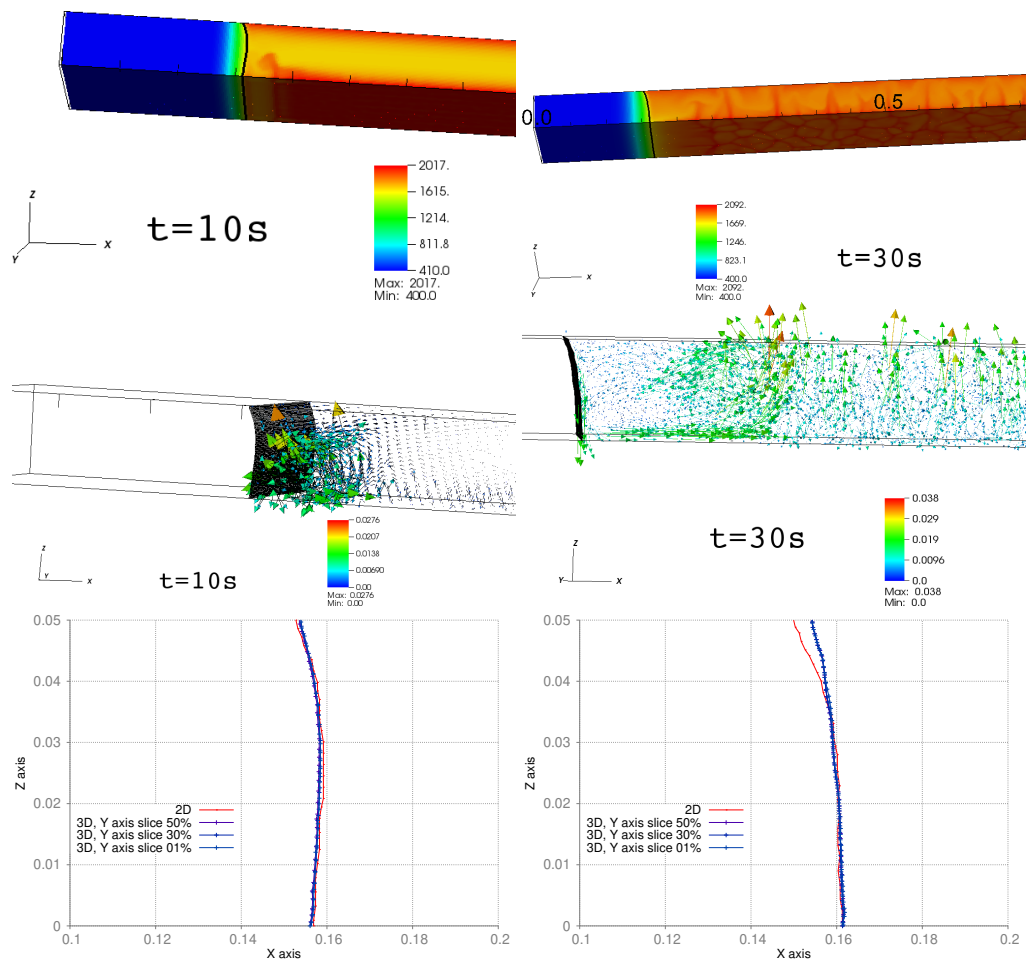 0.0
0.5
2017.
1615.
1214.
811.8
410.0
Max: 2017.
Min: 400.0
Z
X
Y
t=10s
2092.
1669.
1246.
823.1
400.0
Max: 2092.
Min: 400.0
Z
X
Y
t=30s
0.0276
0.0207
0.0138
0.00690
0.00
Max: 0.0276
Min: 0.00
Z
Y
X
t=10s
0.038
0.029
0.019
0.0096
0.0
Max: 0.038
Min: 0.0
Z
Y
X
t=30s
0.05
0.04
0.03
0.02
0.01
0
Z axis
2D
3D, Y axis slice 50%
3D, Y axis slice 30%
3D, Y axis slice 01%
0.1 0.12 0.14 0.16 0.18 0.2
X axis
0.05
0.04
0.03
0.02
0.01
0
Z axis
2D
3D, Y axis slice 50%
3D, Y axis slice 30%
3D, Y axis slice 01%
0.1 0.12 0.14 0.16 0.18 0.2
X axis